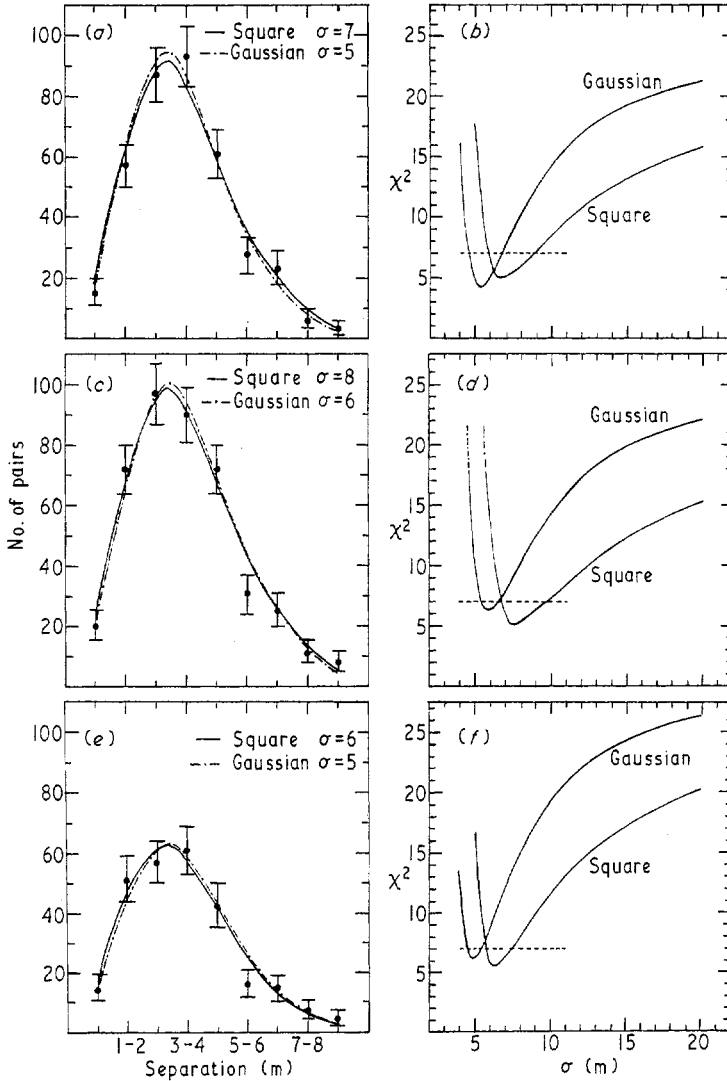 100
80
60
40
20
(a)
Square σ=7
Gaussian σ=5
25
20
15
χ²
10
5
0
(b)
Gaussian
Square
No. of pairs
100
80
60
40
20
(c)
Square σ=8
Gaussian σ=6
25
20
15
χ²
10
5
0
(d)
Gaussian
Square
100
80
60
40
20
(e)
Square σ=6
Gaussian σ=5
1-2 3-4 5-6 7-8
Separation (m)
25
20
15
χ²
10
5
0
(f)
Gaussian
Square
5 10 15 20
σ (m)